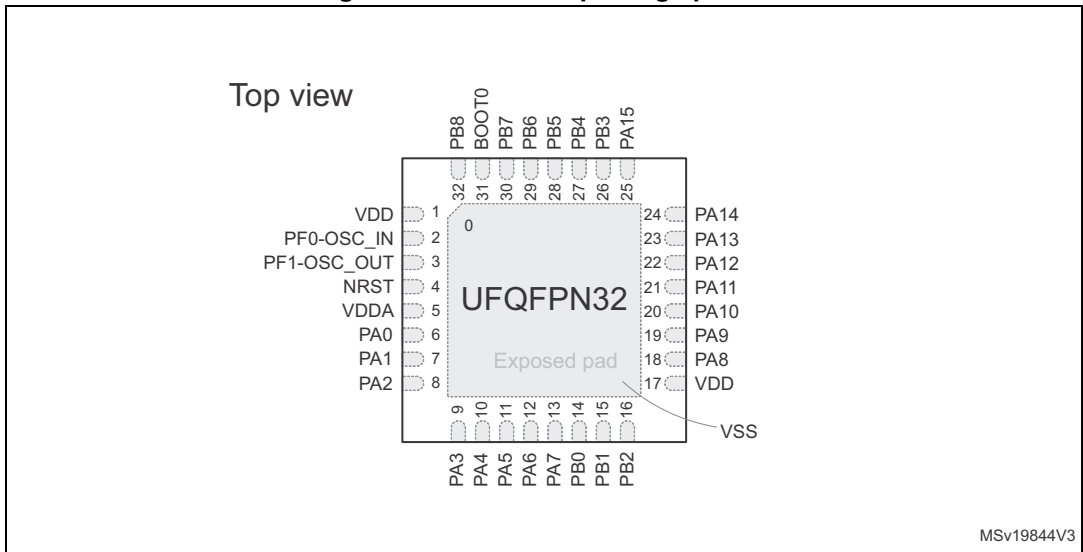 Top view
PB8
BOOT0
PB7
PB6
PB5
PB4
PB3
PA15
32
31
30
29
28
27
26
25
VDD 1
PF0-OSC_IN 2
PF1-OSC_OUT 3
NRST 4
VDDA 5
PA0 6
PA1 7
PA2 8
0
UFQFPN32
Exposed pad
24 PA14
23 PA13
22 PA12
21 PA11
20 PA10
19 PA9
18 PA8
17 VDD
VSS
9
10
11
12
13
14
15
16
PA3
PA4
PA5
PA6
PA7
PB0
PB1
PB2
MSv19844V3